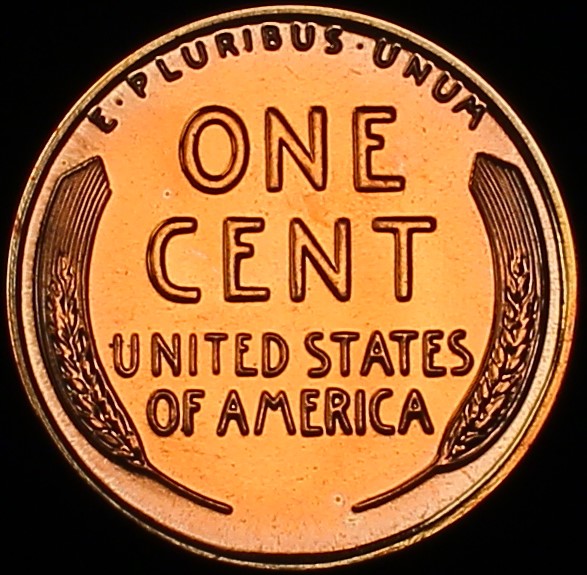 E·PLURIBUS·UNUM
ONE
CENT
UNITED STATES
OF AMERICA